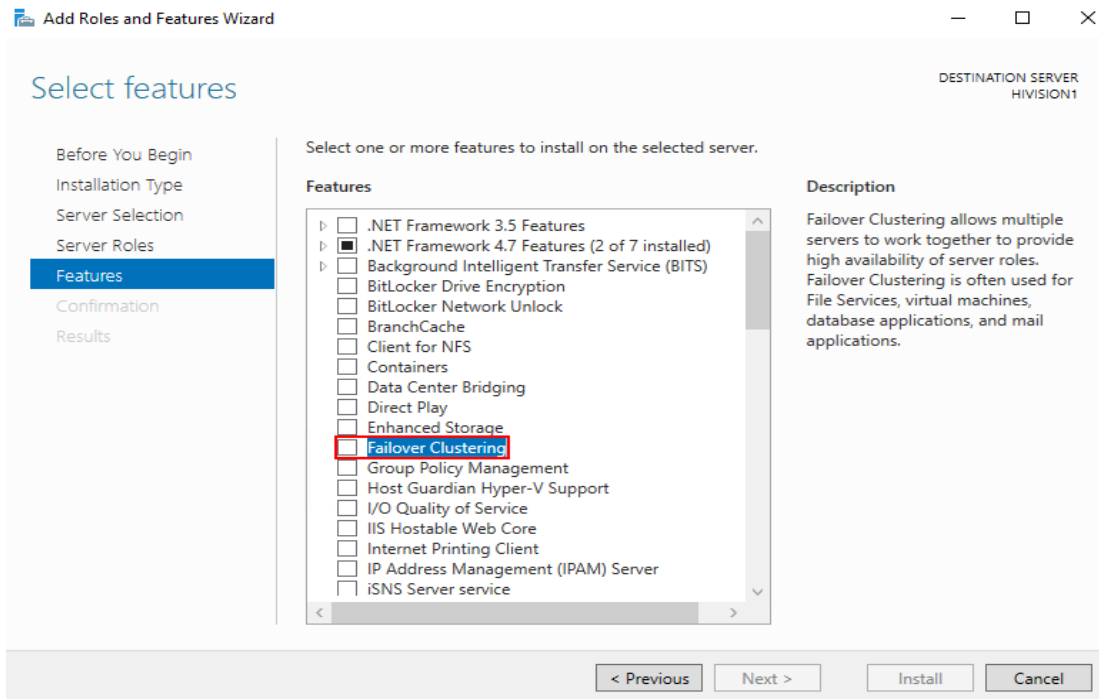 Add Roles and Features Wizard
Select features
DESTINATION SERVER
HIVISION1
Before You Begin
Installation Type
Server Selection
Server Roles
Features
Confirmation
Results
Select one or more features to install on the selected server.
Features
.NET Framework 3.5 Features
.NET Framework 4.7 Features (2 of 7 installed)
Background Intelligent Transfer Service (BITS)
BitLocker Drive Encryption
BitLocker Network Unlock
BranchCache
Client for NFS
Containers
Data Center Bridging
Direct Play
Enhanced Storage
Failover Clustering
Group Policy Management
Host Guardian Hyper-V Support
I/O Quality of Service
IIS Hostable Web Core
Internet Printing Client
IP Address Management (IPAM) Server
iSNS Server service
Description
Failover Clustering allows multiple
servers to work together to provide
high availability of server roles.
Failover Clustering is often used for
File Services, virtual machines,
database applications, and mail
applications.
< Previous
Next >
Install
Cancel